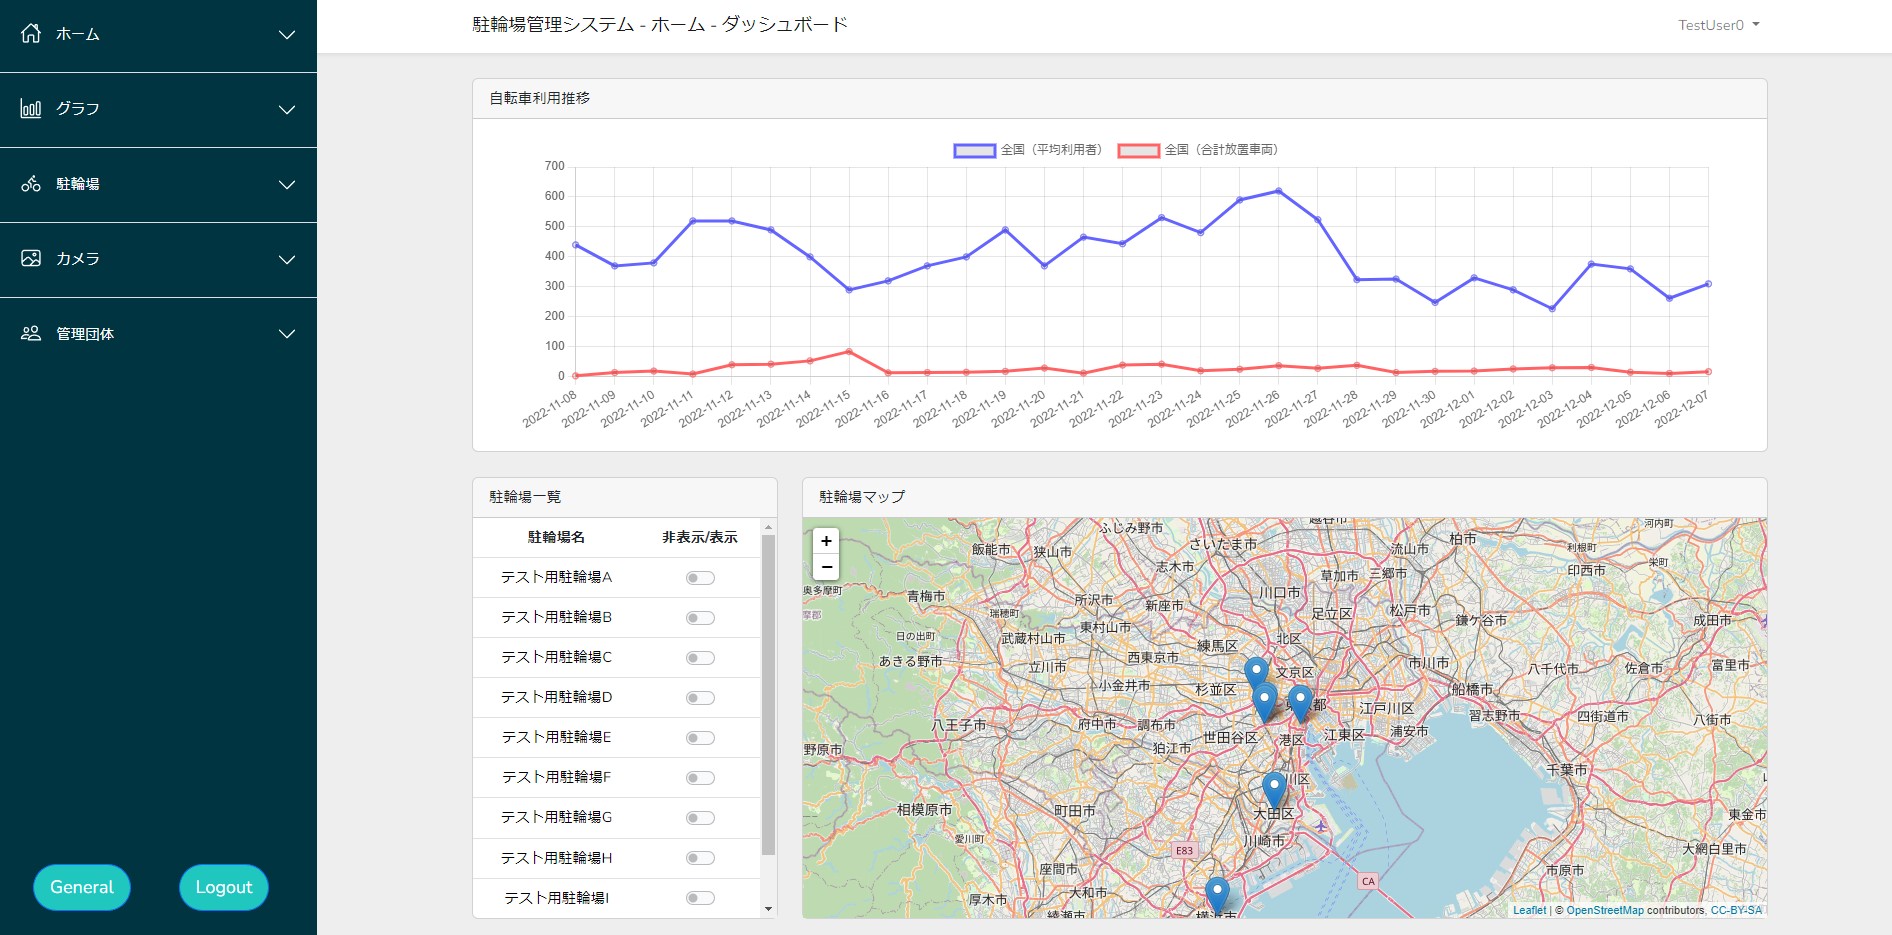 ホーム
グラフ
駐輪場
カメラ
管理団体
General
Logout
駐輪場管理システム - ホーム - ダッシュボード
TestUser0
自転車利用推移
全国（平均利用者）
全国（合計放置車両）
700
600
500
400
300
200
100
0
2022-11-08
2022-11-09
2022-11-10
2022-11-11
2022-11-12
2022-11-13
2022-11-14
2022-11-15
2022-11-16
2022-11-17
2022-11-18
2022-11-19
2022-11-20
2022-11-21
2022-11-22
2022-11-23
2022-11-24
2022-11-25
2022-11-26
2022-11-27
2022-11-28
2022-11-29
2022-11-30
2022-12-01
2022-12-02
2022-12-03
2022-12-04
2022-12-05
2022-12-06
2022-12-07
駐輪場一覧
駐輪場名 非表示/表示
テスト用駐輪場A
テスト用駐輪場B
テスト用駐輪場C
テスト用駐輪場D
テスト用駐輪場E
テスト用駐輪場F
テスト用駐輪場G
テスト用駐輪場H
テスト用駐輪場I
駐輪場マップ
+
−
ふじみ野市
河内町
飯能市
狭山市
さいたま市
流山市
柏市
利根町
栄町
印西市
志木市
草加市
三郷市
奥多摩町
青梅市
所沢市
新座市
川口市
足立区
松戸市
鎌ケ谷市
成田市
瑞穂町
日の出町
武蔵村山市
東村山市
練馬区
北区
あきる野市
立川市
西東京市
文京区
市川市
船橋市
八千代市
佐倉市
富里市
小金井市
杉並区
江戸川区
習志野市
四街道市
八街市
八王子市
府中市
調布市
世田谷区
港区
江東区
浦安市
狛江市
野原市
千葉市
川区
相模原市
町田市
大田区
東金市
愛川町
川崎市
E83
大網白里市
座間市
大和市
CA
市原市
厚木市
綾瀬市
横浜市
Leaflet | © OpenStreetMap contributors, CC-BY-SA